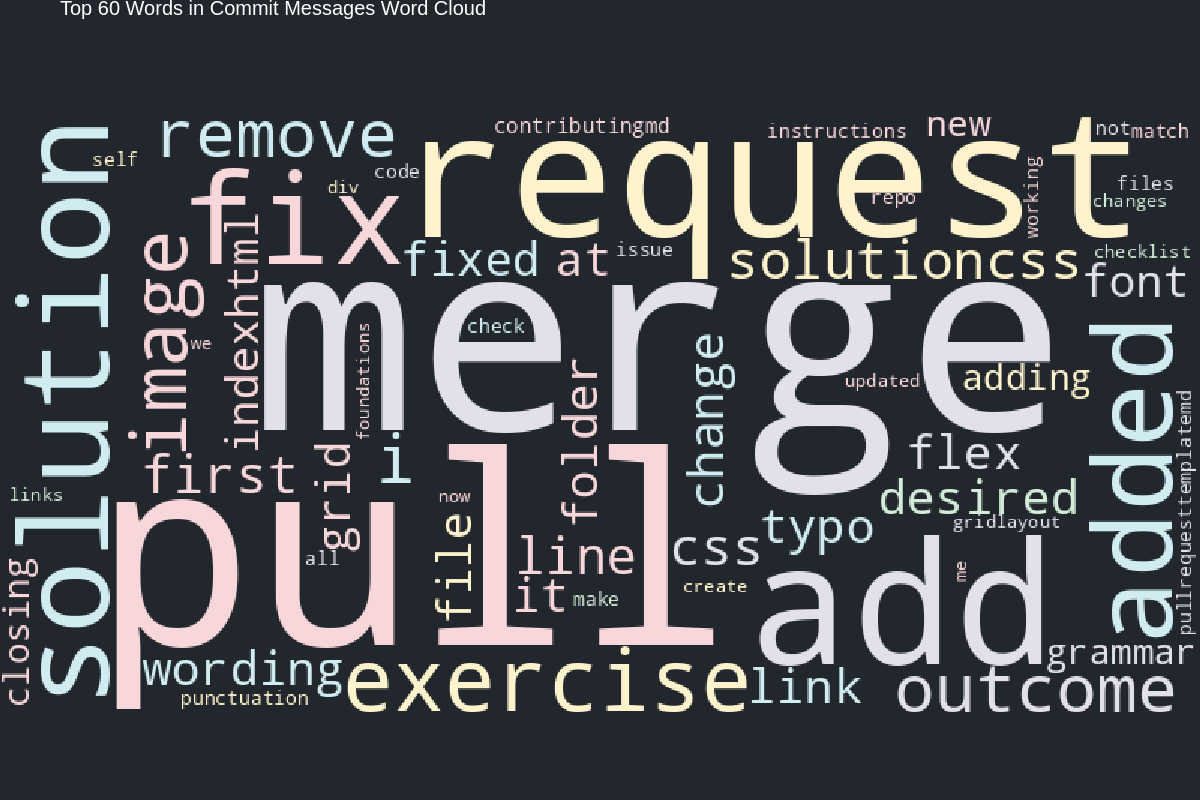 Top 60 Words in Commit Messages Word Cloud
contributingmd
instructions
new
not
match
remove
request
self
code
div
repo
working
files
changes
solution
fix
fixed
at
issue
solutioncss
checklist
font
image
indexhtml
we
merge
check
foundations
change
updated
adding
added
folder
flex
first
grid
i
desired
links
now
pull
file
typo
gridlayout
pullrequesttemplatemd
all
line
css
add
me
it
make
create
closing
wording
grammar
punctuation
exercise
link
outcome